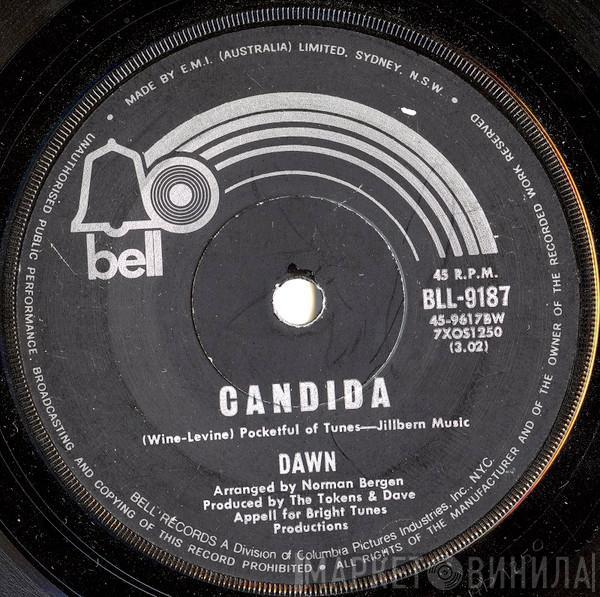 MADE BY E.M.I. (AUSTRALIA) LIMITED, SYDNEY, N.S.W. •
UNAUTHORISED PUBLIC PERFORMANCE, BROADCASTING AND COPYING OF THIS RECORD PROHIBITED • ALL RIGHTS OF THE MANUFACTURER AND OF THE OWNER OF THE RECORDED WORK RESERVED
bell
45 R.P.M.
BLL-9187
45-9617BW
7XOS1250
(3.02)
CANDIDA
(Wine-Levine) Pocketful of Tunes—Jillbern Music
DAWN
Arranged by Norman Bergen
Produced by The Tokens & Dave
Appell for Bright Tunes
Productions
BELL RECORDS A Division of Columbia Pictures Industries, Inc., NYC.
МАРКЕТ ВИНИЛА